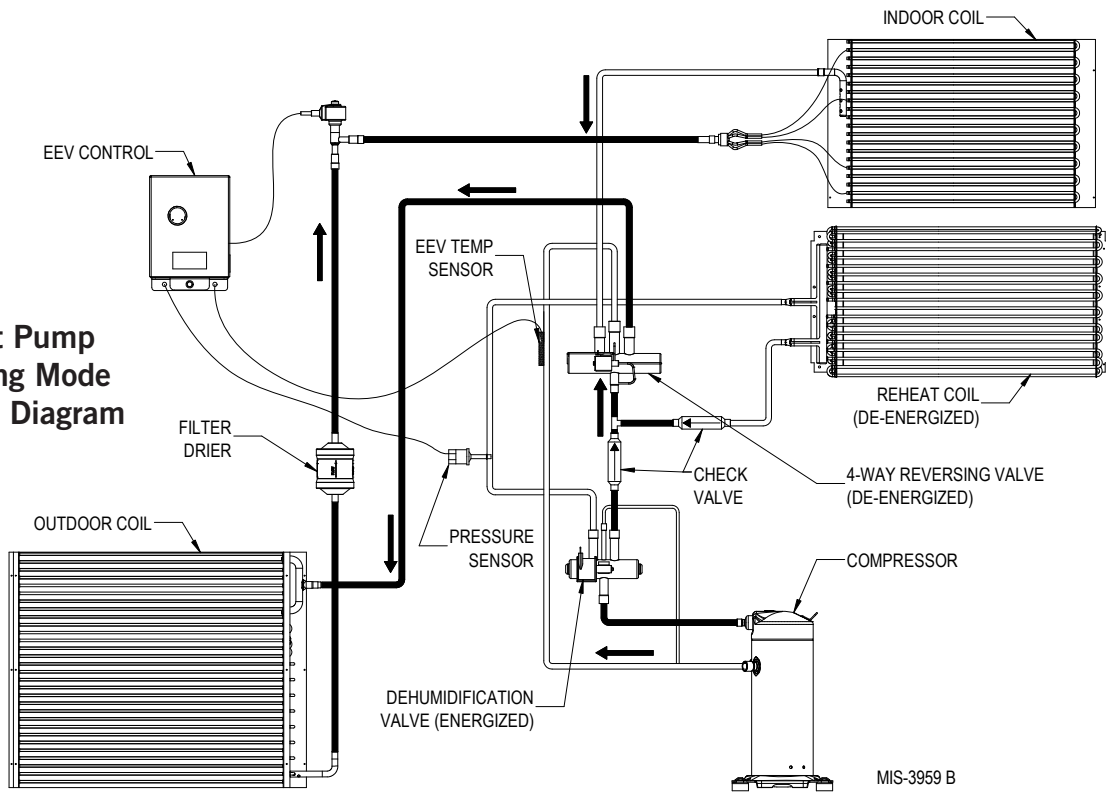 INDOOR COIL
EEV CONTROL
EEV TEMP
SENSOR
t Pump
ng Mode
Diagram
FILTER
DRIER
REHEAT COIL
(DE-ENERGIZED)
CHECK
VALVE
4-WAY REVERSING VALVE
(DE-ENERGIZED)
OUTDOOR COIL
PRESSURE
SENSOR
COMPRESSOR
DEHUMIDIFICATION
VALVE (ENERGIZED)
MIS-3959 B